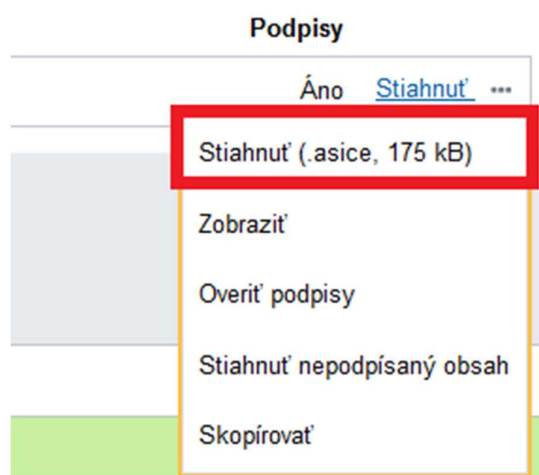 Podpisy
Áno Stiahnuť ...
Stiahnuť (.asice, 175 kB)
Zobraziť
Overiť podpisy
Stiahnuť nepodpísaný obsah
Skopírovať